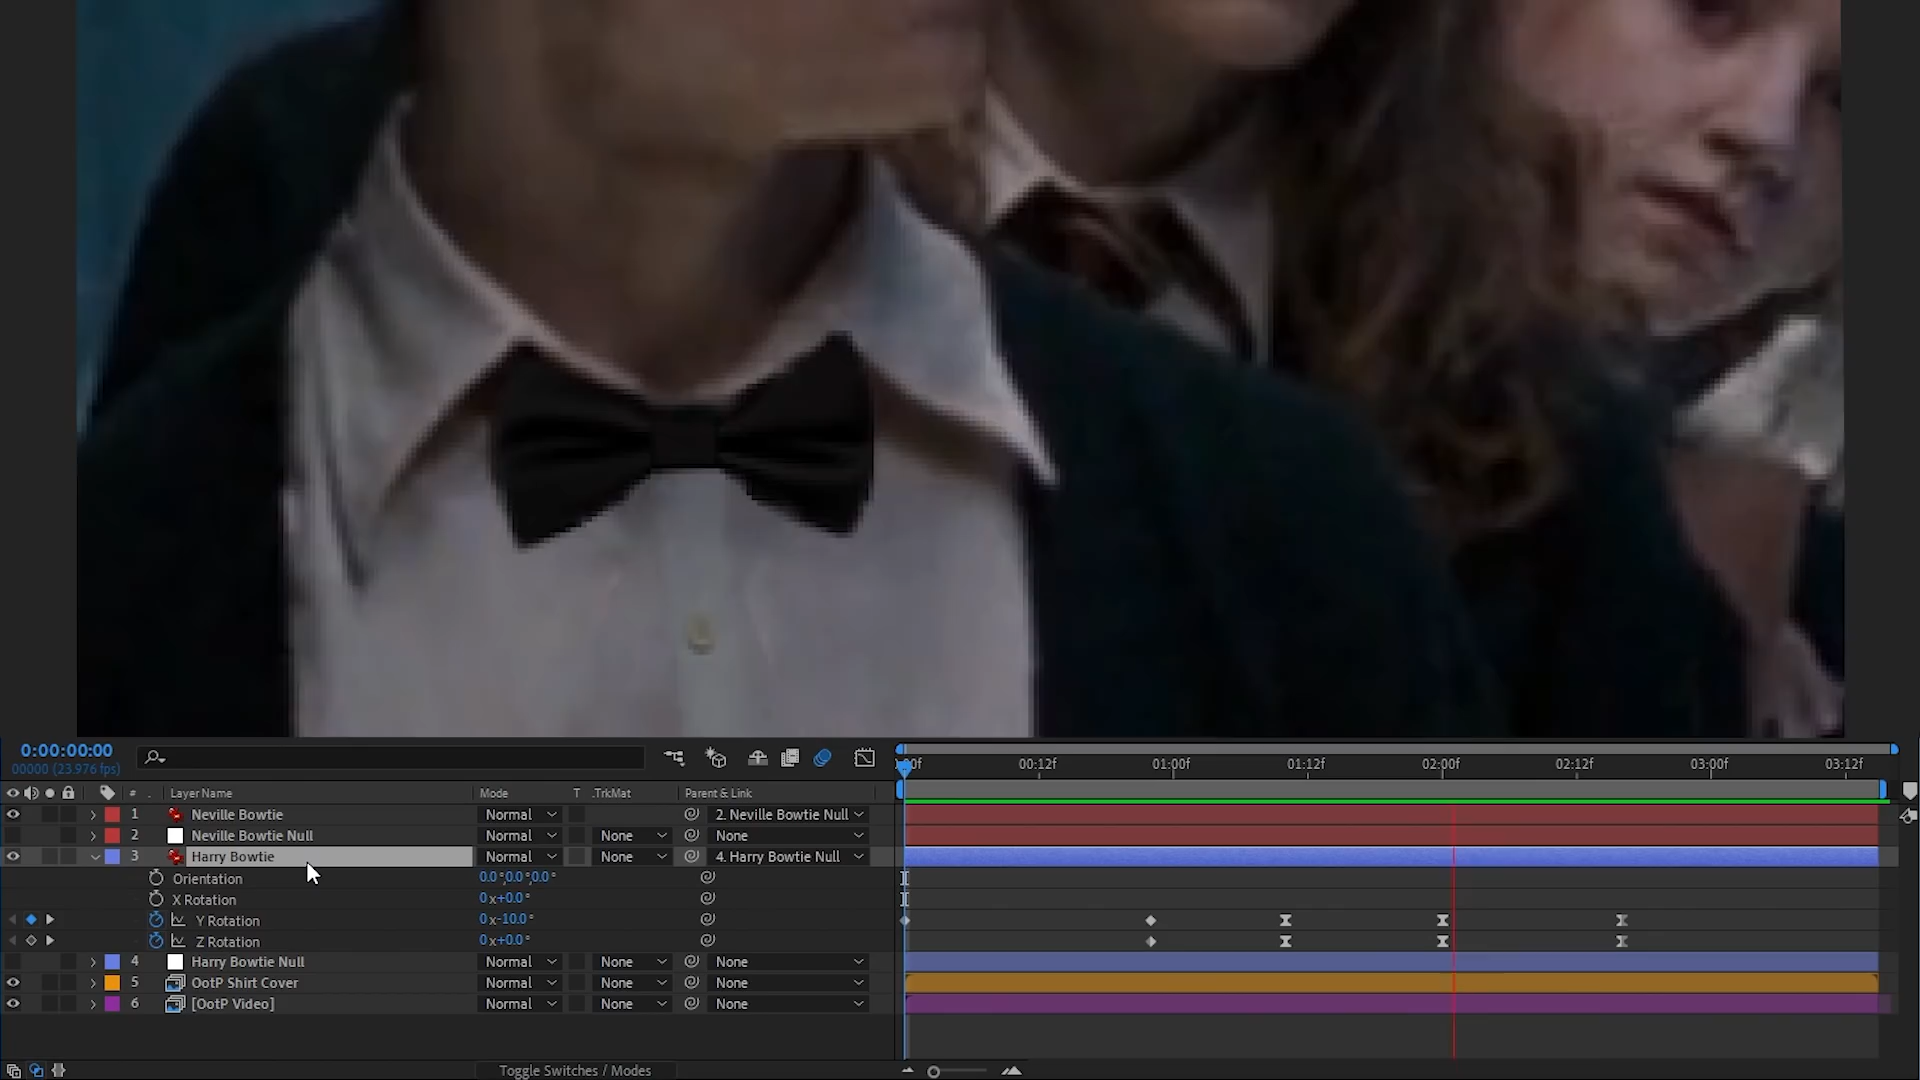 0:00:00:00
00000 (23.976 fps)
00f 00:12f 01:00f 01:12f 02:00f 02:12f 03:00f 03:12f
# . Layer Name Mode T .TrkMat Parent & Link
1 Neville Bowtie Normal 2. Neville Bowtie Null
2 Neville Bowtie Null Normal None None
3 Harry Bowtie Normal None 4. Harry Bowtie Null
Orientation 0.0°,0.0°,0.0°
X Rotation 0x+0.0°
Y Rotation 0x-10.0°
Z Rotation 0x+0.0°
4 Harry Bowtie Null Normal None None
5 OotP Shirt Cover Normal None None
6 [OotP Video] Normal None None
Toggle Switches / Modes